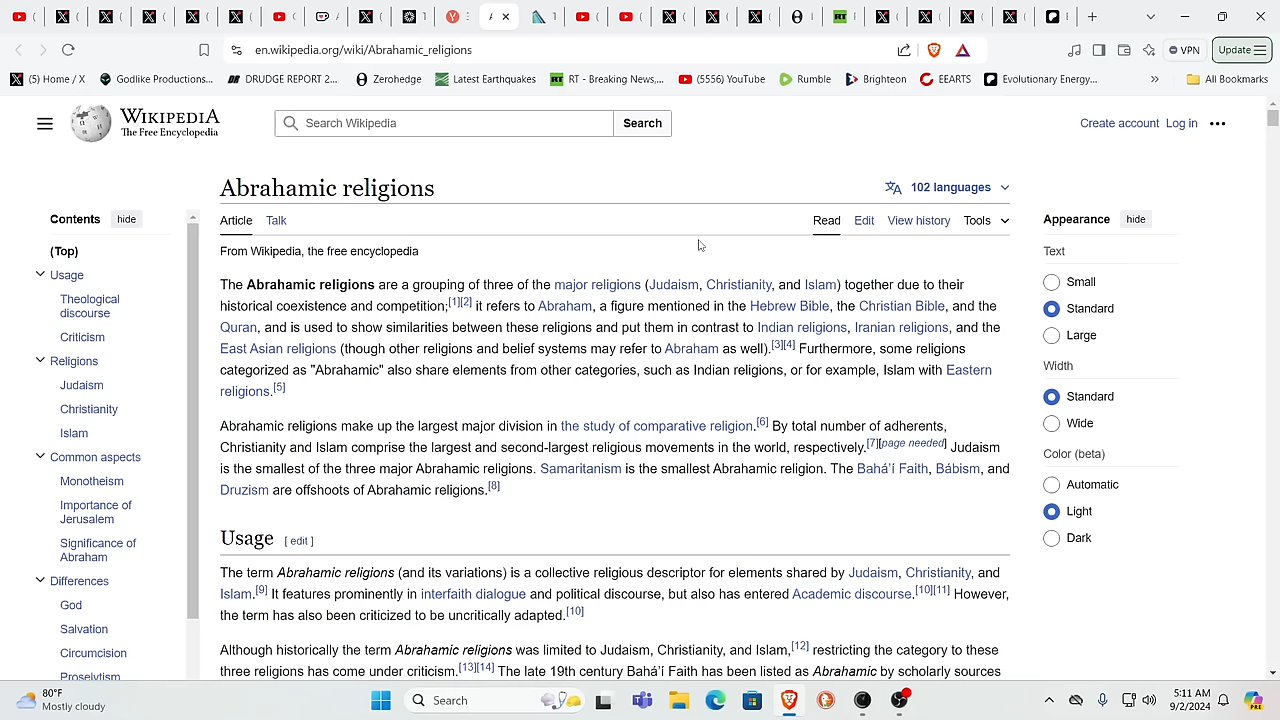 en.wikipedia.org/wiki/Abrahamic_religions
VPN
Update
(5) Home / X
Godlike Productions...
DRUDGE REPORT 2...
Zerohedge
Latest Earthquakes
RT - Breaking News,...
(5556) YouTube
Rumble
Brighteon
EEARTS
Evolutionary Energy...
»
All Bookmarks
WIKIPEDIA
The Free Encyclopedia
Search Wikipedia
Search
Create account Log in
Abrahamic religions
102 languages
Article Talk
Read Edit View history Tools
From Wikipedia, the free encyclopedia
The Abrahamic religions are a grouping of three of the major religions (Judaism, Christianity, and Islam) together due to their
historical coexistence and competition;[1][2] it refers to Abraham, a figure mentioned in the Hebrew Bible, the Christian Bible, and the
Quran, and is used to show similarities between these religions and put them in contrast to Indian religions, Iranian religions, and the
East Asian religions (though other religions and belief systems may refer to Abraham as well).[3][4] Furthermore, some religions
categorized as "Abrahamic" also share elements from other categories, such as Indian religions, or for example, Islam with Eastern
religions.[5]
Abrahamic religions make up the largest major division in the study of comparative religion.[6] By total number of adherents,
Christianity and Islam comprise the largest and second-largest religious movements in the world, respectively.[7][page needed] Judaism
is the smallest of the three major Abrahamic religions. Samaritanism is the smallest Abrahamic religion. The Bahá'í Faith, Bábism, and
Druzism are offshoots of Abrahamic religions.[8]
Usage [ edit ]
The term Abrahamic religions (and its variations) is a collective religious descriptor for elements shared by Judaism, Christianity, and
Islam.[9] It features prominently in interfaith dialogue and political discourse, but also has entered Academic discourse.[10][11] However,
the term has also been criticized to be uncritically adapted.[10]
Although historically the term Abrahamic religions was limited to Judaism, Christianity, and Islam,[12] restricting the category to these
three religions has come under criticism.[13][14] The late 19th century Bahá'í Faith has been listed as Abrahamic by scholarly sources
Contents hide
(Top)
Usage
Theological
discourse
Criticism
Religions
Judaism
Christianity
Islam
Common aspects
Monotheism
Importance of
Jerusalem
Significance of
Abraham
Differences
God
Salvation
Circumcision
Proselytism
Appearance hide
Text
Small
Standard
Large
Width
Standard
Wide
Color (beta)
Automatic
Light
Dark
80°F
Mostly cloudy
Search
5:11 AM
9/2/2024